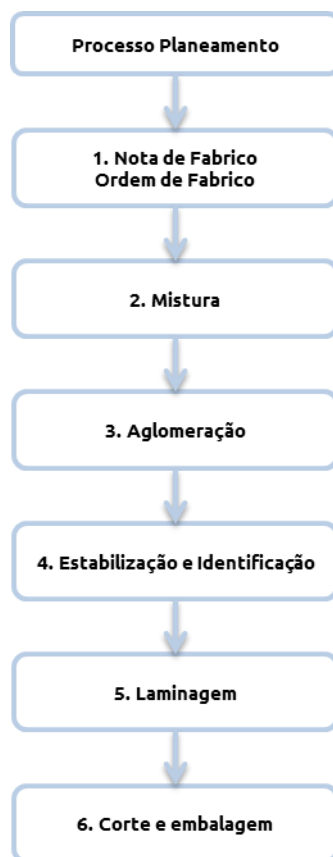 Processo Planeamento
1. Nota de Fabrico
Ordem de Fabrico
2. Mistura
3. Aglomeração
4. Estabilização e Identificação
5. Laminagem
6. Corte e embalagem